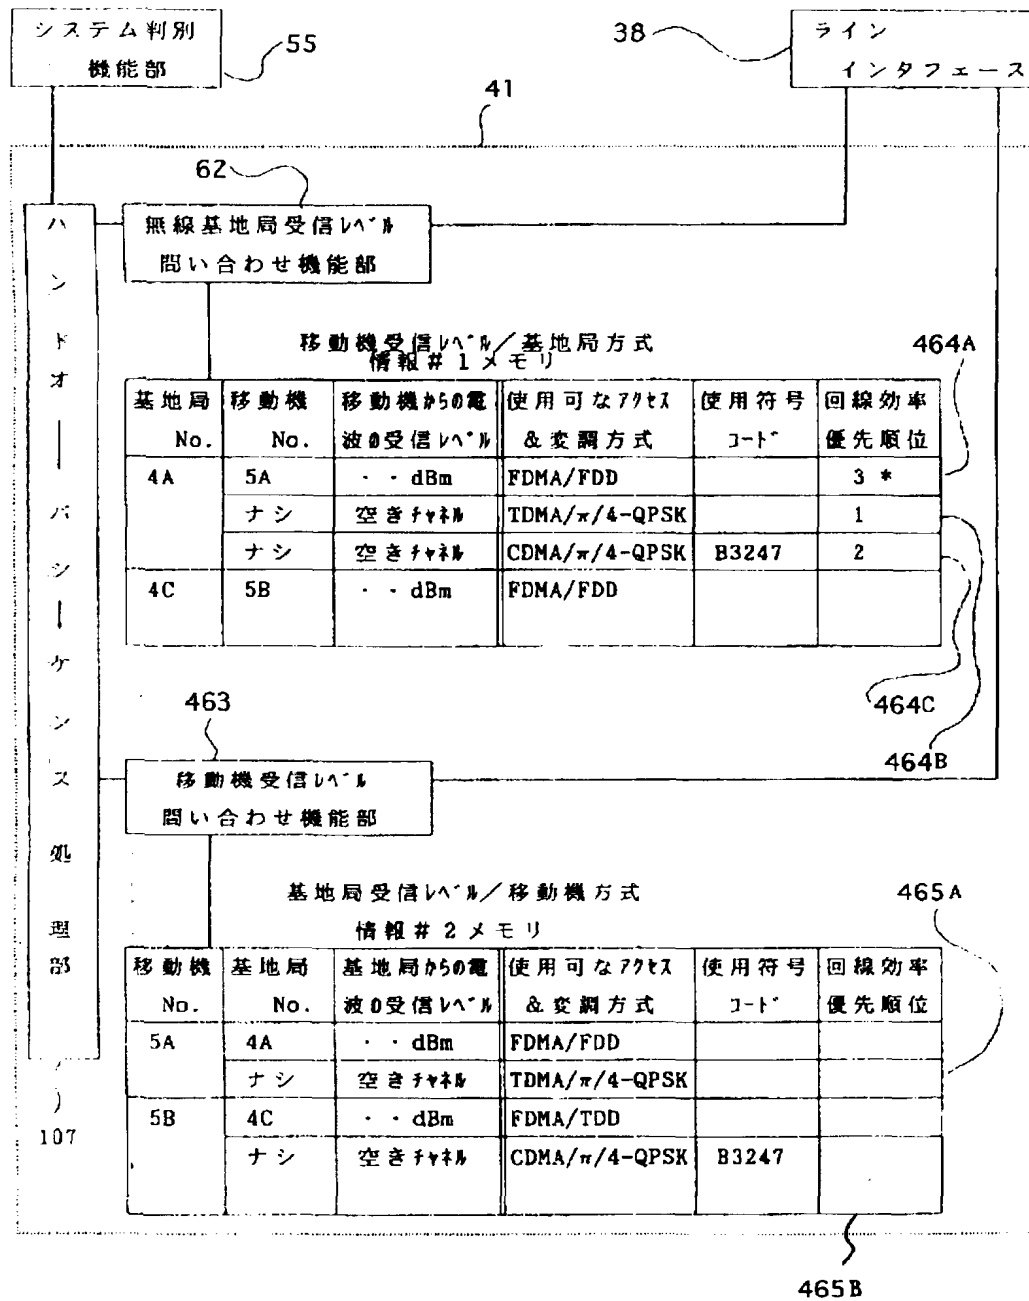 システム判別
機能部
55
38
ライン
インタフェース
41
62
無線基地局受信レベル
問い合わせ機能部
ハンドオーバシーケンス処理部
107
移動機受信レベル/基地局方式
情報#1メモリ
464A
基地局 移動機 移動機からの電 使用可なアクセス 使用符号 回線効率
No. No. 波の受信レベル &変調方式 コード 優先順位
4A 5A ・・dBm FDMA/FDD 3 *
ナシ 空きチャネル TDMA/π/4-QPSK 1
ナシ 空きチャネル CDMA/π/4-QPSK B3247 2
4C 5B ・・dBm FDMA/FDD
464C
464B
463
移動機受信レベル
問い合わせ機能部
基地局受信レベル/移動機方式
情報#2メモリ
465A
移動機 基地局 基地局からの電 使用可なアクセス 使用符号 回線効率
No. No. 波の受信レベル &変調方式 コード 優先順位
5A 4A ・・dBm FDMA/FDD
ナシ 空きチャネル TDMA/π/4-QPSK
5B 4C ・・dBm FDMA/TDD
ナシ 空きチャネル CDMA/π/4-QPSK B3247
465B